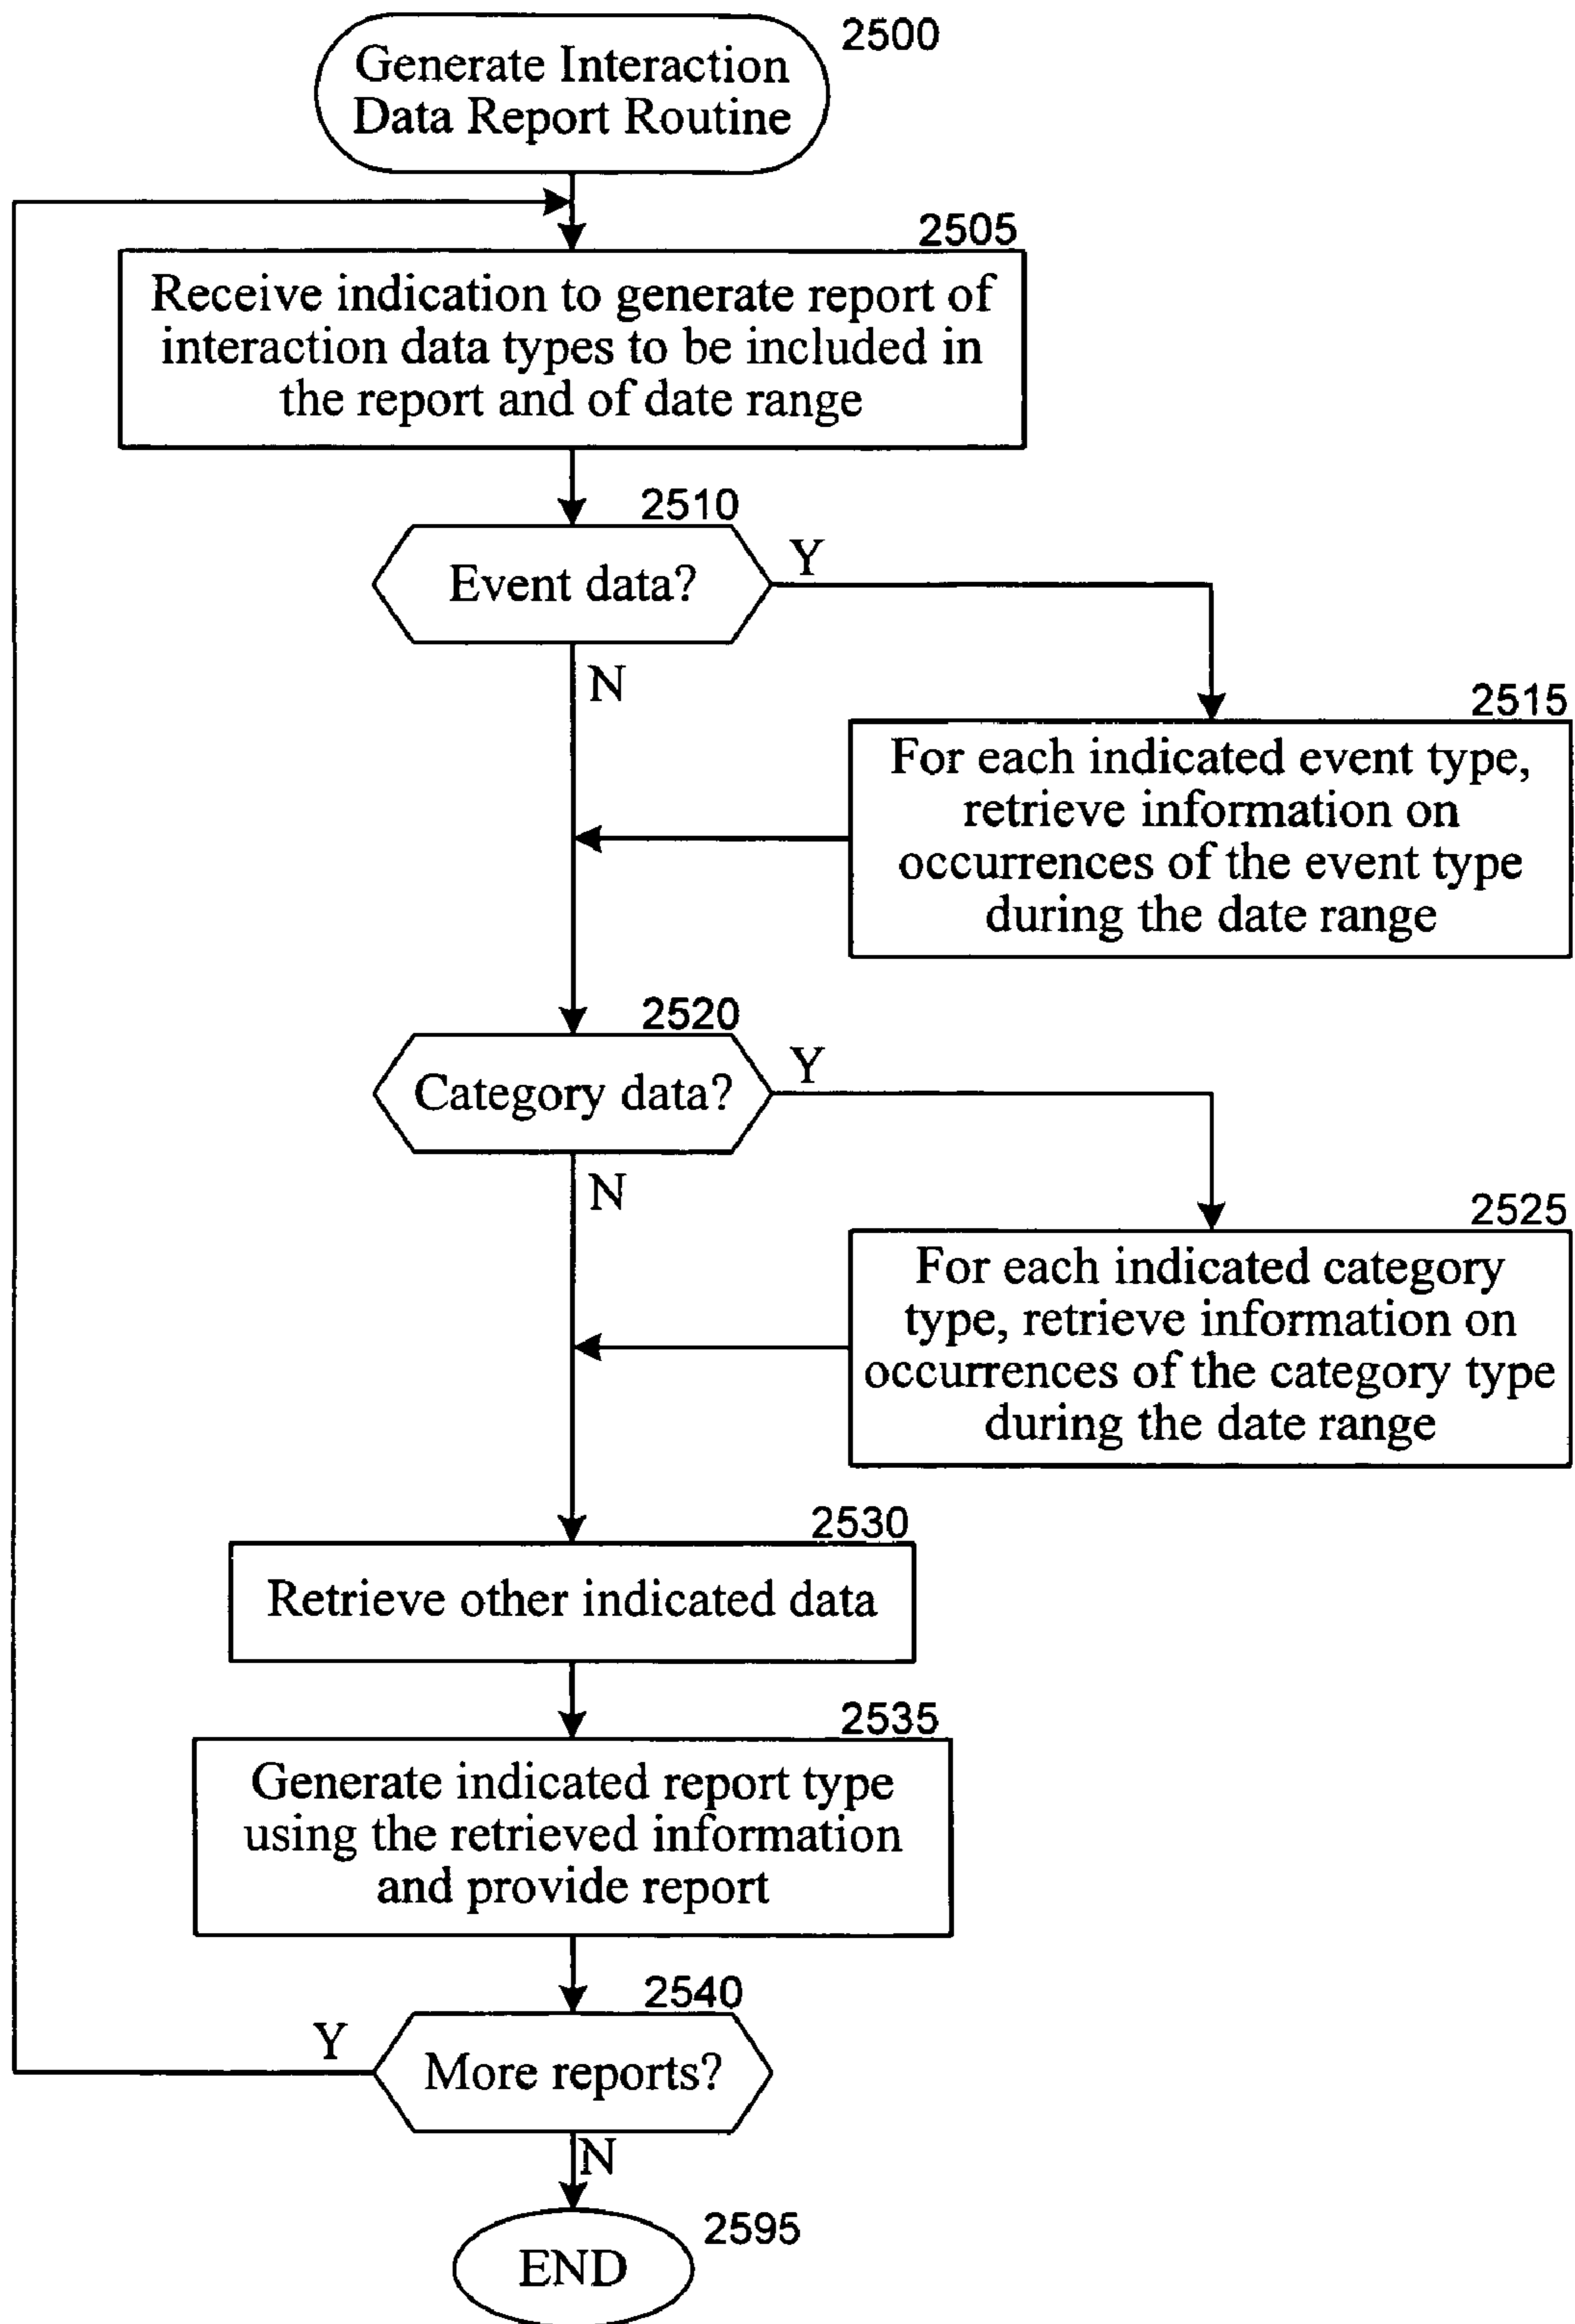 2500
Generate Interaction
Data Report Routine
2505
Receive indication to generate report of
interaction data types to be included in
the report and of date range
2510
Event data?
Y
N
2515
For each indicated event type,
retrieve information on
occurrences of the event type
during the date range
2520
Category data?
Y
N
2525
For each indicated category
type, retrieve information on
occurrences of the category type
during the date range
2530
Retrieve other indicated data
2535
Generate indicated report type
using the retrieved information
and provide report
2540
More reports?
Y
N
2595
END